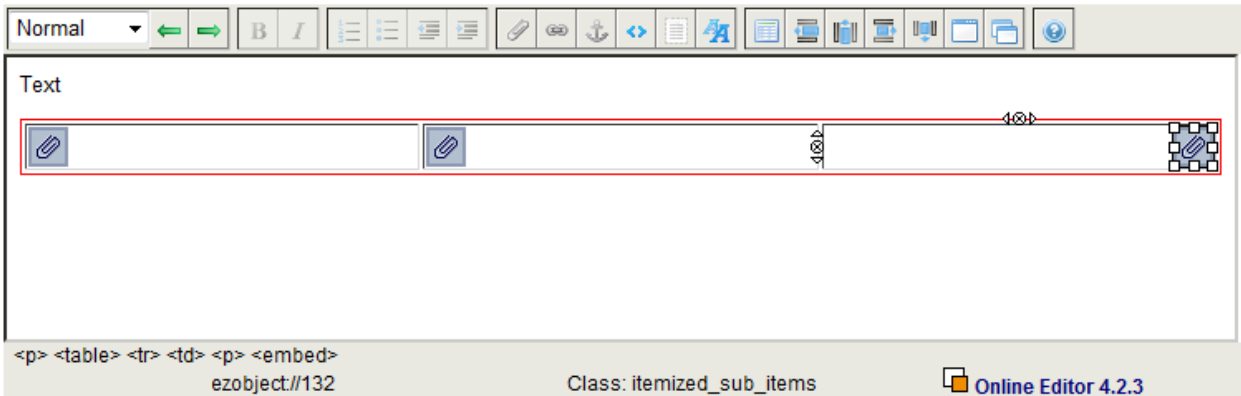 Normal
B I
Text
<p> <table> <tr> <td> <p> <embed>
ezobject://132 Class: itemized_sub_items Online Editor 4.2.3